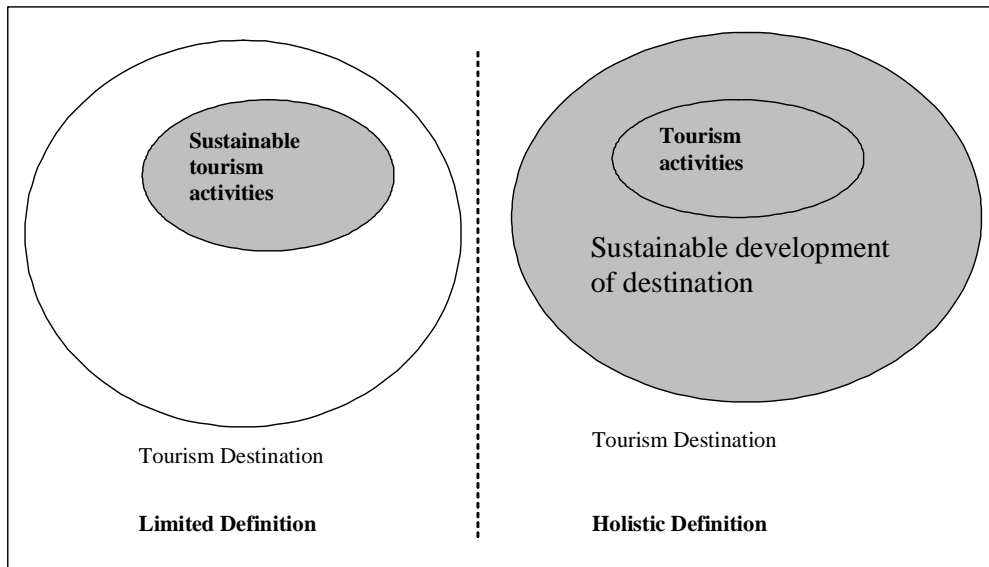 Sustainable
tourism
activities
Tourism Destination
Limited Definition
Tourism
activities
Sustainable development
of destination
Tourism Destination
Holistic Definition